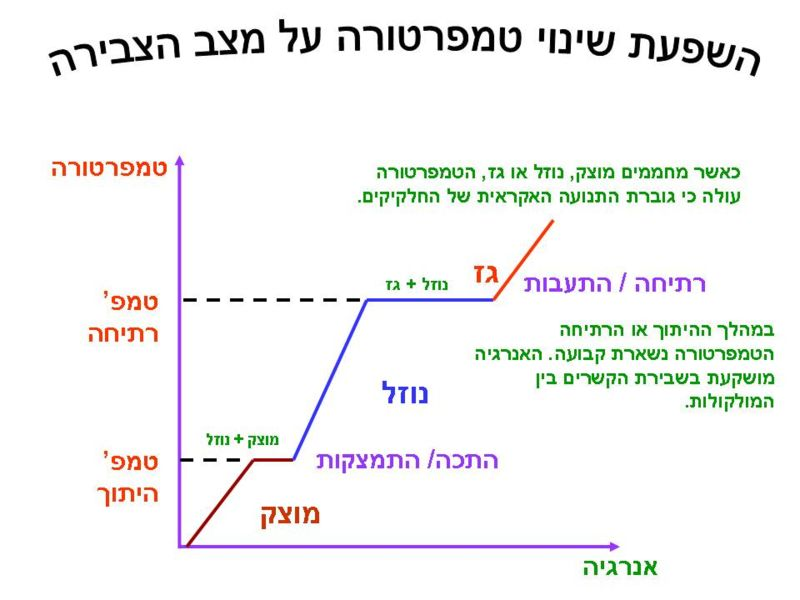 השפעת שינוי טמפרטורה על מצב הצבירה
טמפרטורה
כאשר מחממים מוצק, נוזל או גז, הטמפרטורה
עולה כי גוברת התנועה האקראית של החלקיקים.
גז
נוזל + גז
רתיחה / התעבות
טמפ’
רתיחה
במהלך ההיתוך או הרתיחה
הטמפרטורה נשארת קבועה. האנרגיה
מושקעת בשבירת הקשרים בין
המולקולות.
נוזל
מוצק + נוזל
התכה/ התמצקות
טמפ’
היתוך
מוצק
אנרגיה